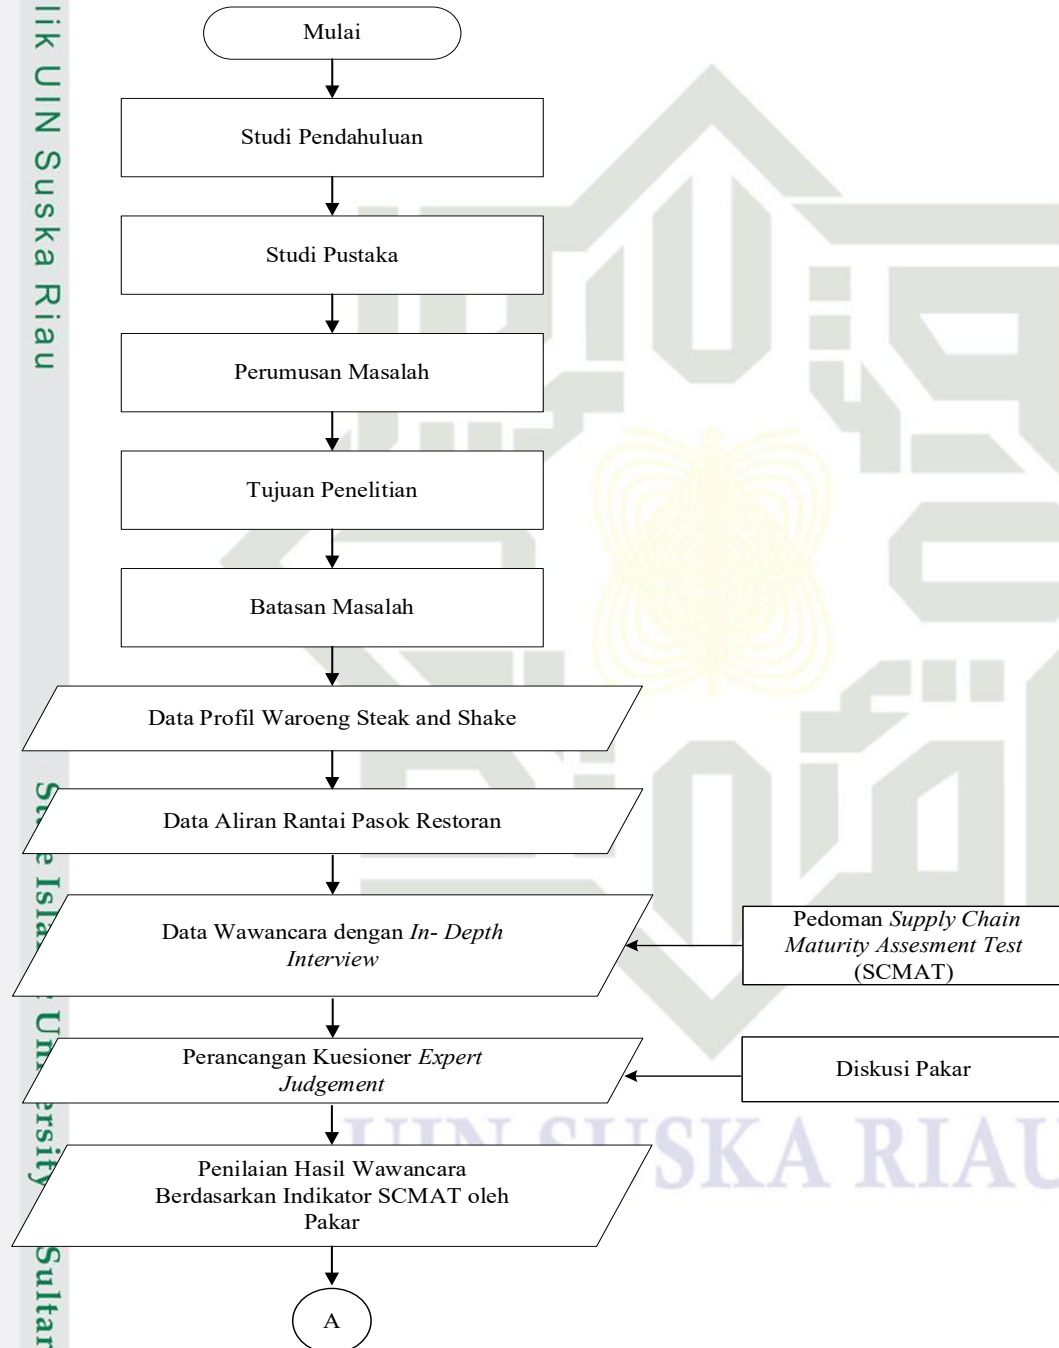 Mulai
Studi Pendahuluan
Studi Pustaka
Perumusan Masalah
Tujuan Penelitian
Batasan Masalah
Data Profil Waroeng Steak and Shake
Data Aliran Rantai Pasok Restoran
Data Wawancara dengan In- Depth
Interview
Pedoman Supply Chain
Maturity Assesment Test
(SCMAT)
Perancangan Kuesioner Expert
Judgement
Diskusi Pakar
Penilaian Hasil Wawancara
Berdasarkan Indikator SCMAT oleh
Pakar
A
lik UIN Suska Riau
Sultan
UIN SUSKA RIAU